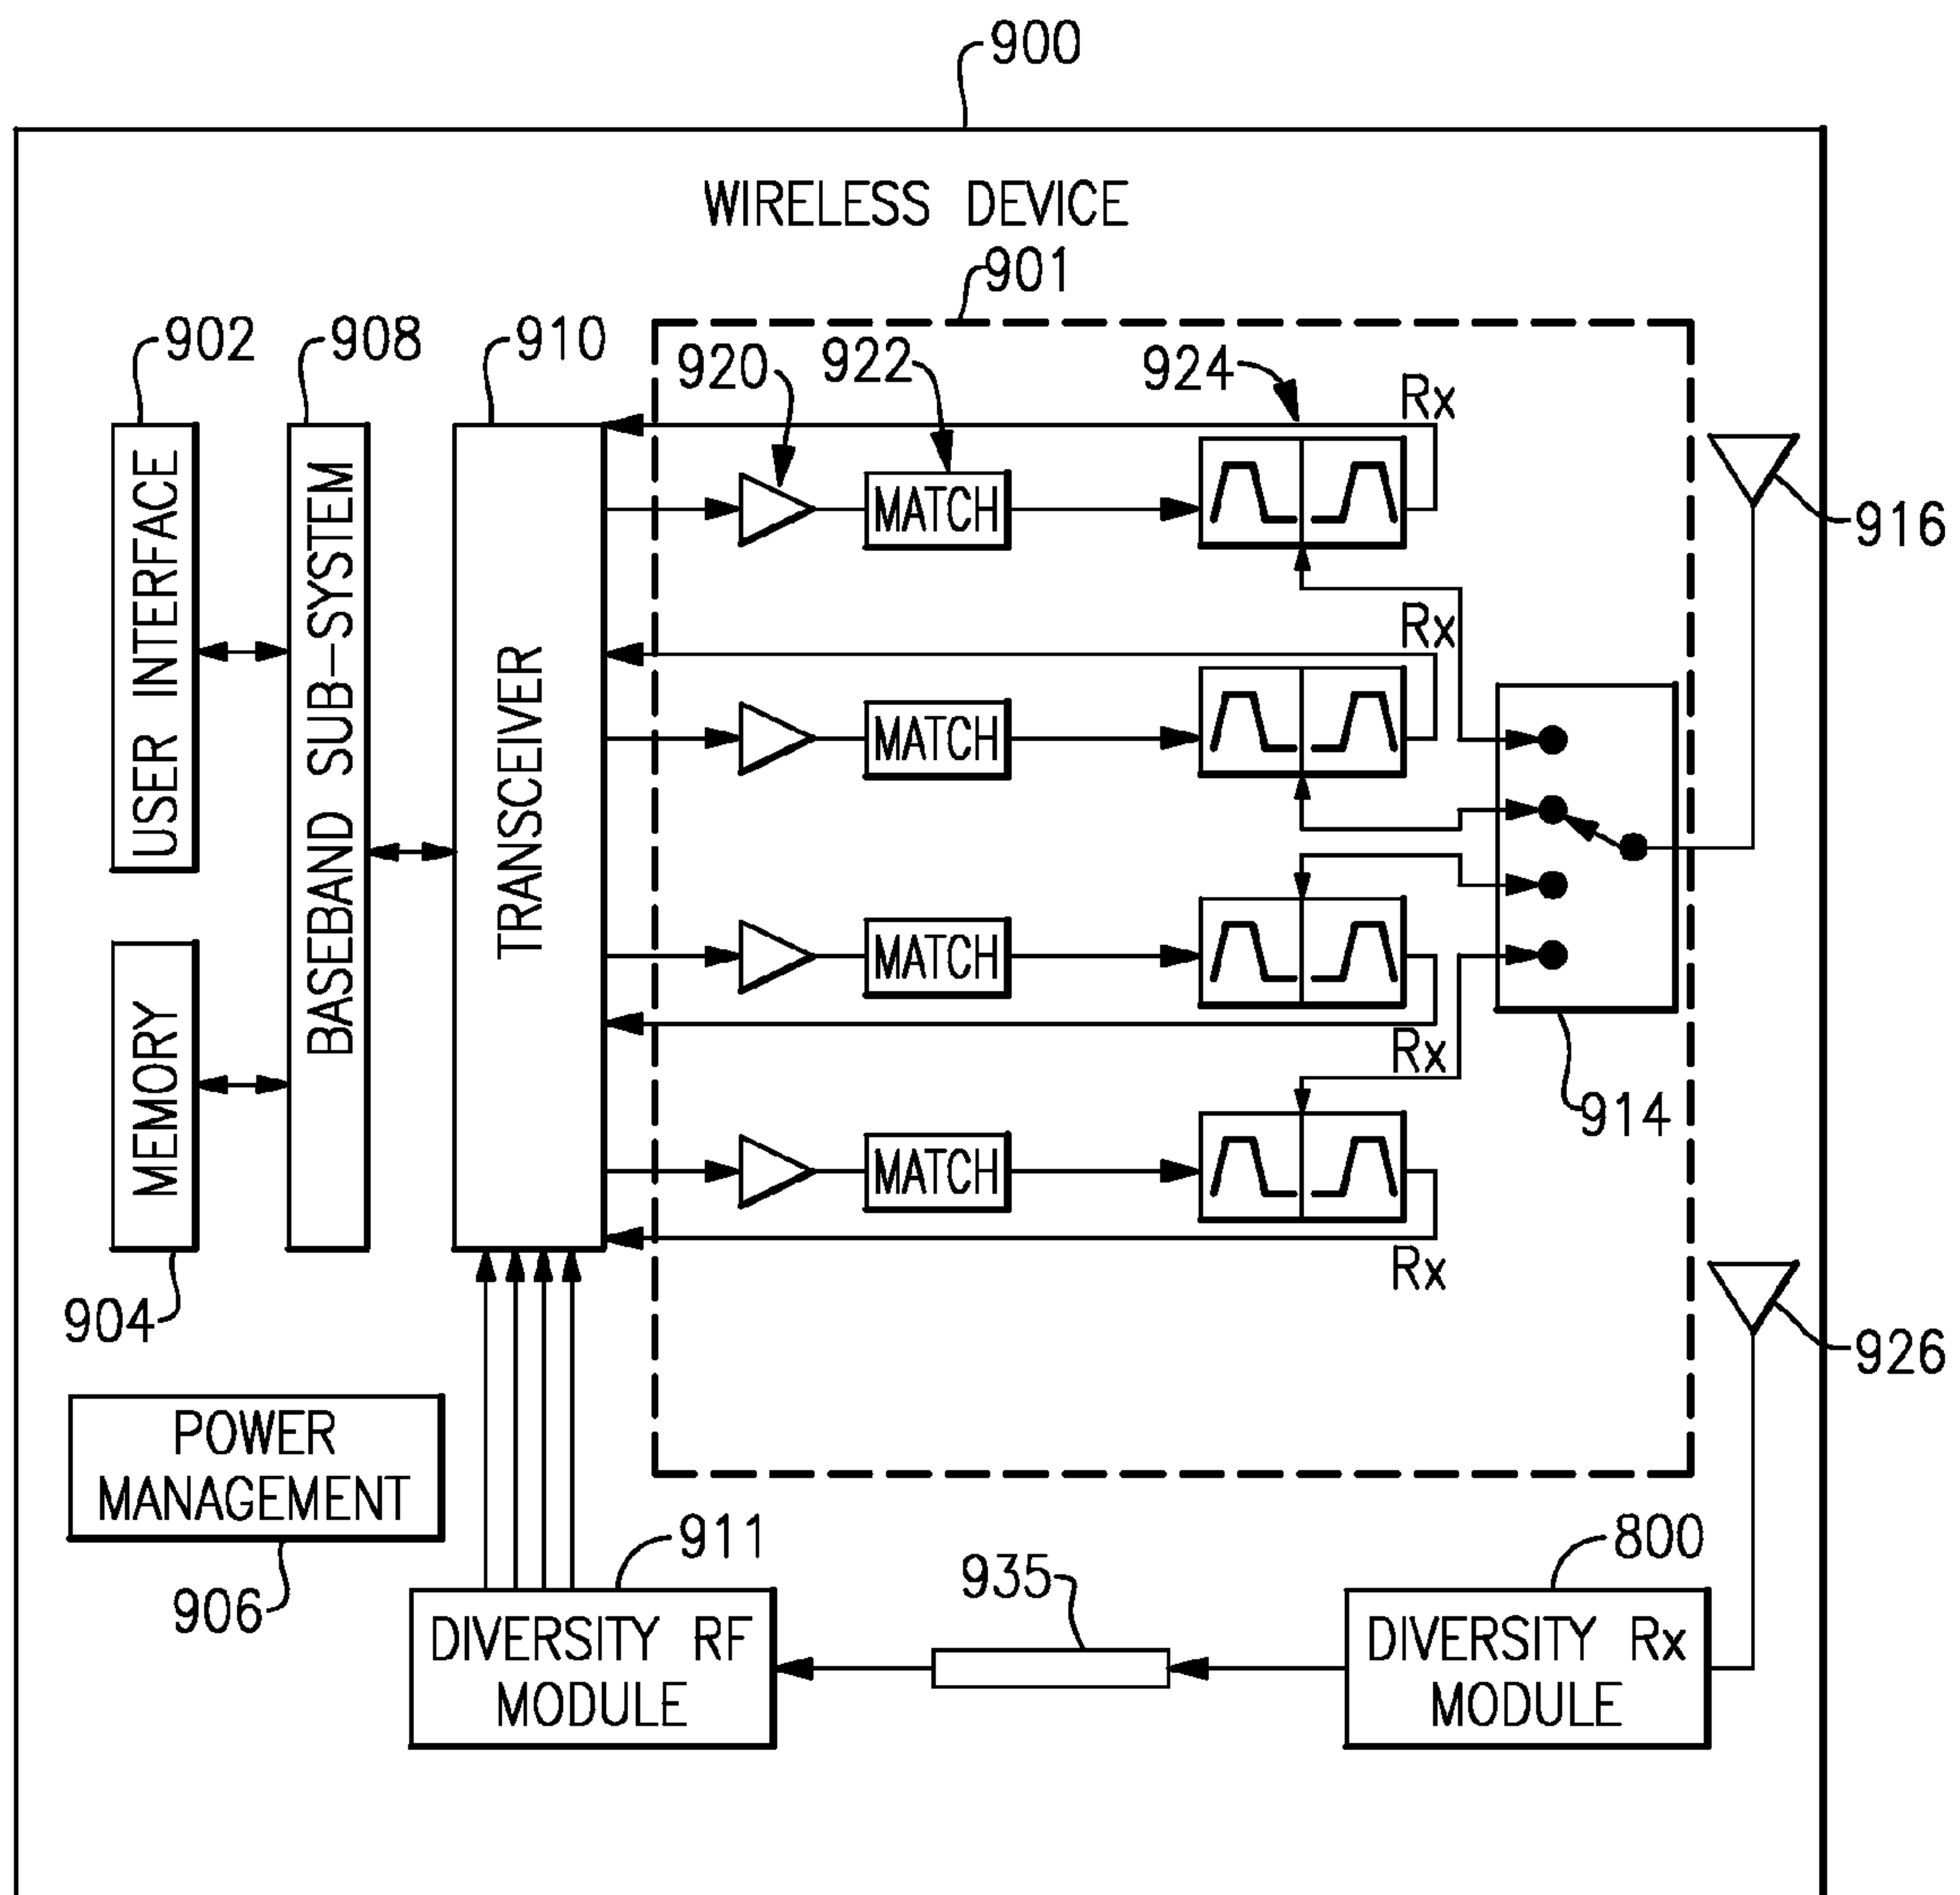 900
WIRELESS DEVICE
901
902
908
910
920
922
924
Rx
USER INTERFACE
BASEBAND SUB-SYSTEM
TRANSCEIVER
MATCH
916
Rx
MATCH
MATCH
Rx
914
MEMORY
MATCH
Rx
904
926
POWER
MANAGEMENT
906
911
935
800
DIVERSITY RF
MODULE
DIVERSITY Rx
MODULE